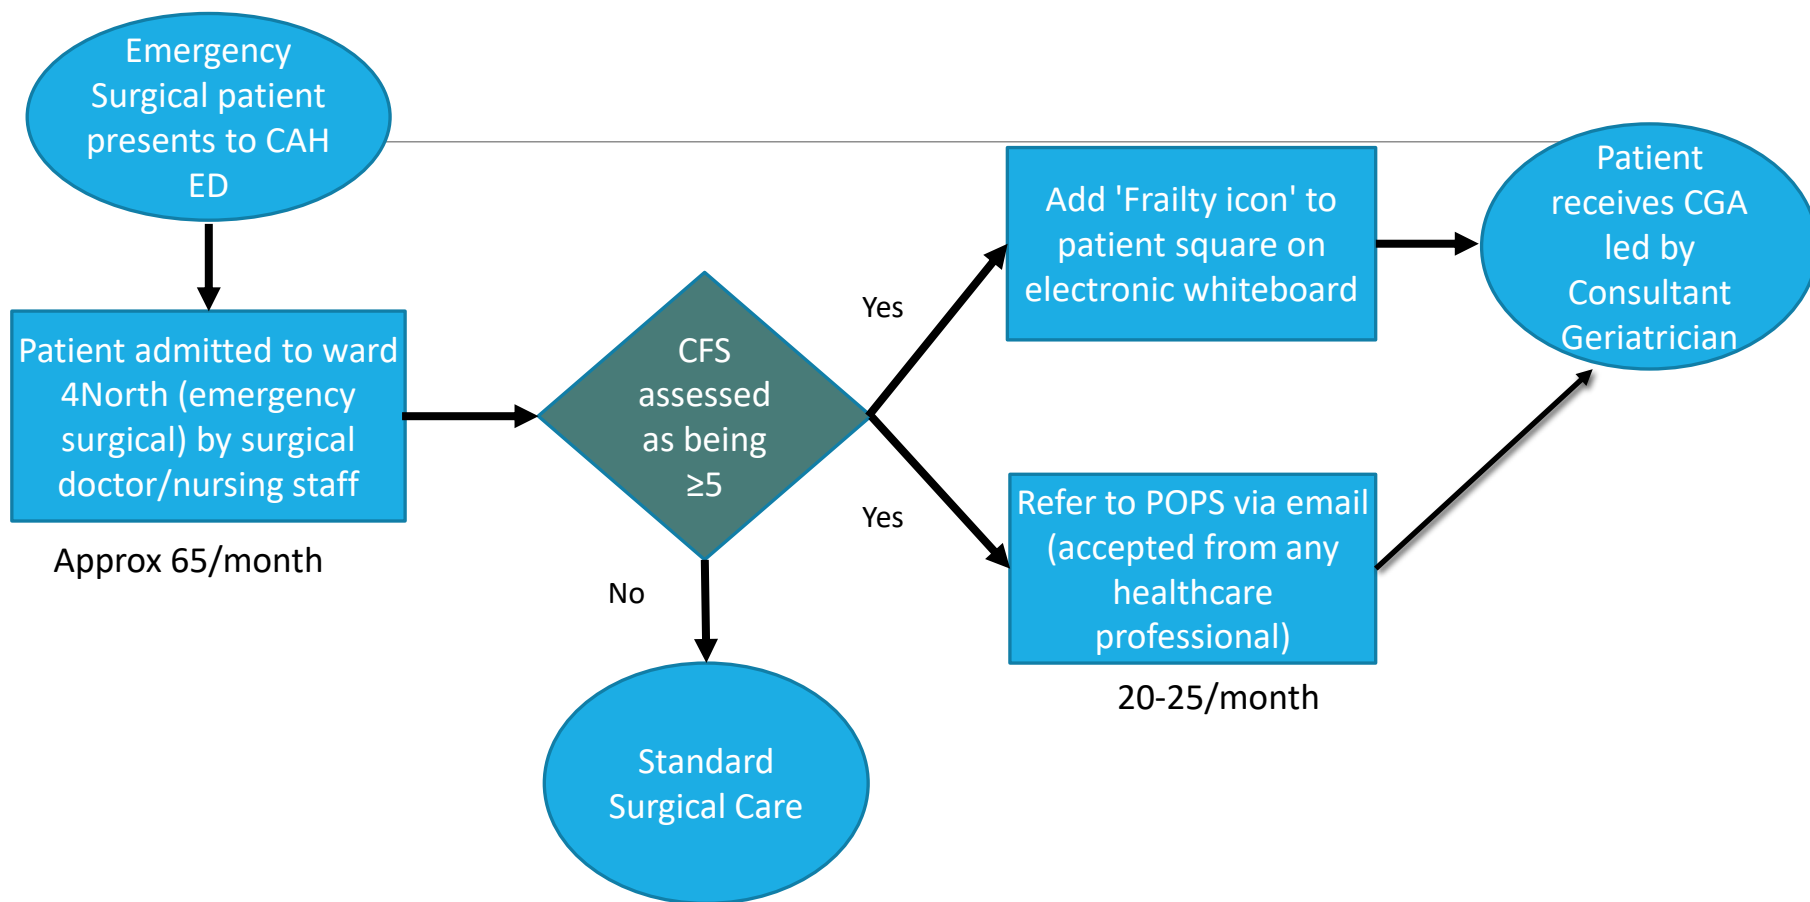 Emergency
Surgical patient
presents to CAH
ED
Patient admitted to ward
4North (emergency
surgical) by surgical
doctor/nursing staff
Approx 65/month
CFS
assessed
as being
≥5
Yes
Yes
No
Standard
Surgical Care
Add 'Frailty icon' to
patient square on
electronic whiteboard
Refer to POPS via email
(accepted from any
healthcare
professional)
20-25/month
Patient
receives CGA
led by
Consultant
Geriatrician